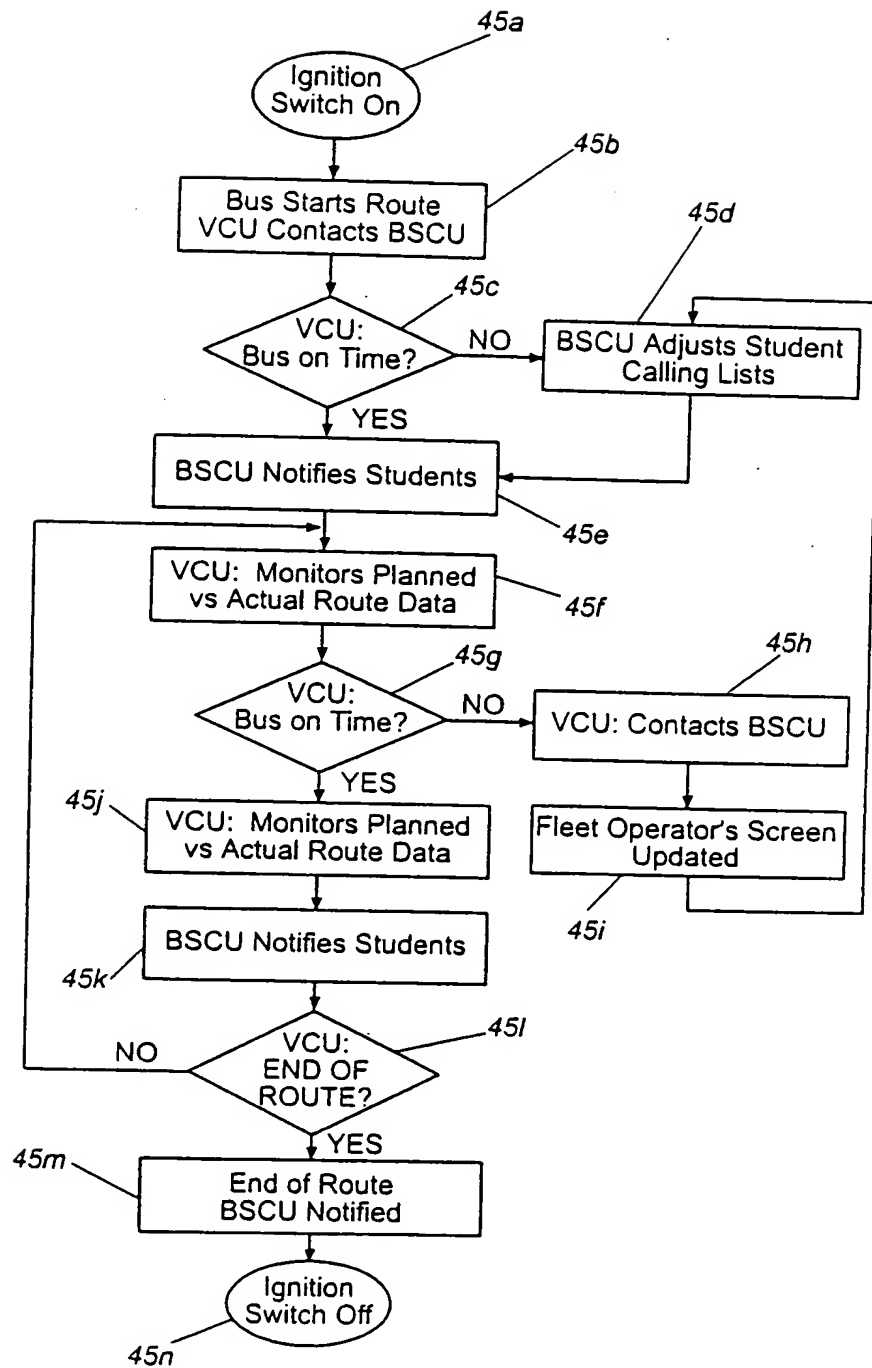 45a
Ignition
Switch On
45b
Bus Starts Route
VCU Contacts BSCU
45d
45c
VCU:
Bus on Time?
NO
BSCU Adjusts Student
Calling Lists
YES
BSCU Notifies Students
45e
VCU: Monitors Planned
vs Actual Route Data
45f
45g
45h
VCU:
Bus on Time?
NO
VCU: Contacts BSCU
YES
45j
VCU: Monitors Planned
vs Actual Route Data
Fleet Operator's Screen
Updated
45i
BSCU Notifies Students
45k
45l
VCU:
END OF
ROUTE?
NO
YES
45m
End of Route
BSCU Notified
Ignition
Switch Off
45n